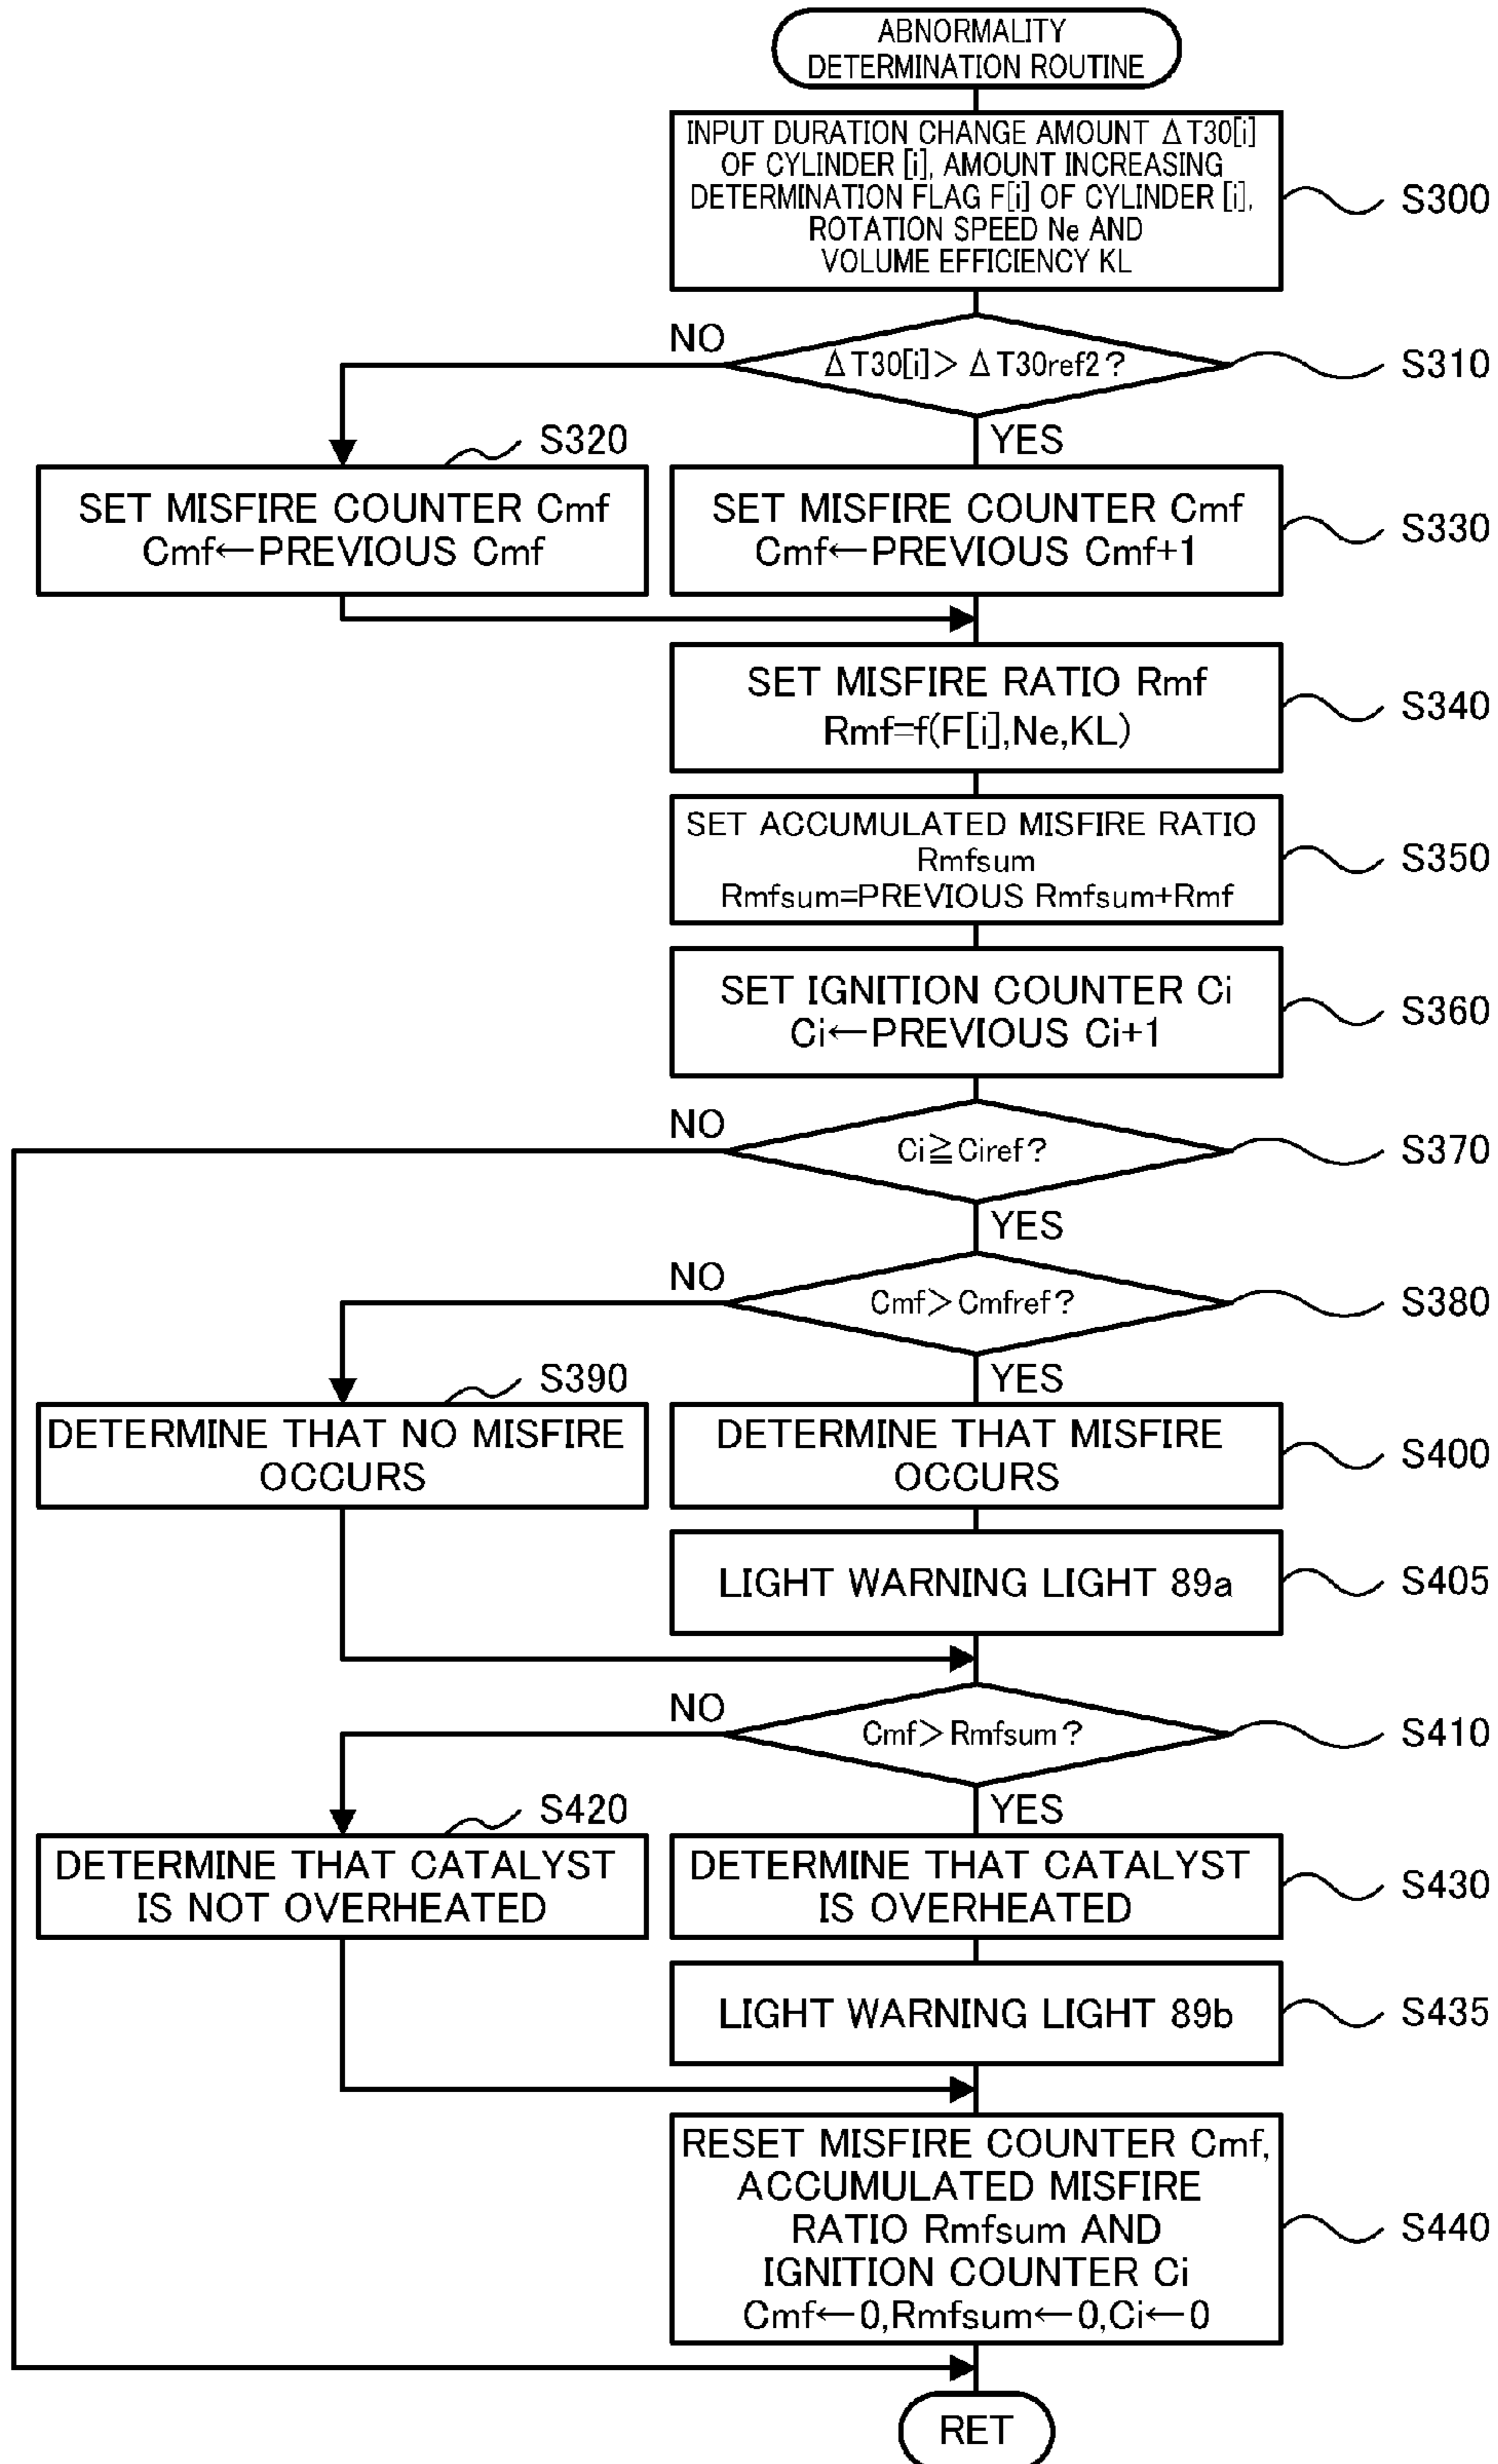 ABNORMALITY
DETERMINATION ROUTINE
INPUT DURATION CHANGE AMOUNT ΔT30[i]
OF CYLINDER [i], AMOUNT INCREASING
DETERMINATION FLAG F[i] OF CYLINDER [i],
ROTATION SPEED Ne AND
VOLUME EFFICIENCY KL
S300
NO
ΔT30[i]>ΔT30ref2?
S310
YES
S320
SET MISFIRE COUNTER Cmf
Cmf←PREVIOUS Cmf
SET MISFIRE COUNTER Cmf
Cmf←PREVIOUS Cmf+1
S330
SET MISFIRE RATIO Rmf
Rmf=f(F[i],Ne,KL)
S340
SET ACCUMULATED MISFIRE RATIO
Rmfsum
Rmfsum=PREVIOUS Rmfsum+Rmf
S350
SET IGNITION COUNTER Ci
Ci←PREVIOUS Ci+1
S360
NO
Ci≧Ciref?
S370
YES
NO
Cmf>Cmfref?
S380
YES
S390
DETERMINE THAT NO MISFIRE
OCCURS
DETERMINE THAT MISFIRE
OCCURS
S400
LIGHT WARNING LIGHT 89a
S405
NO
Cmf>Rmfsum?
S410
YES
S420
DETERMINE THAT CATALYST
IS NOT OVERHEATED
DETERMINE THAT CATALYST
IS OVERHEATED
S430
LIGHT WARNING LIGHT 89b
S435
RESET MISFIRE COUNTER Cmf,
ACCUMULATED MISFIRE
RATIO Rmfsum AND
IGNITION COUNTER Ci
Cmf←0,Rmfsum←0,Ci←0
S440
RET